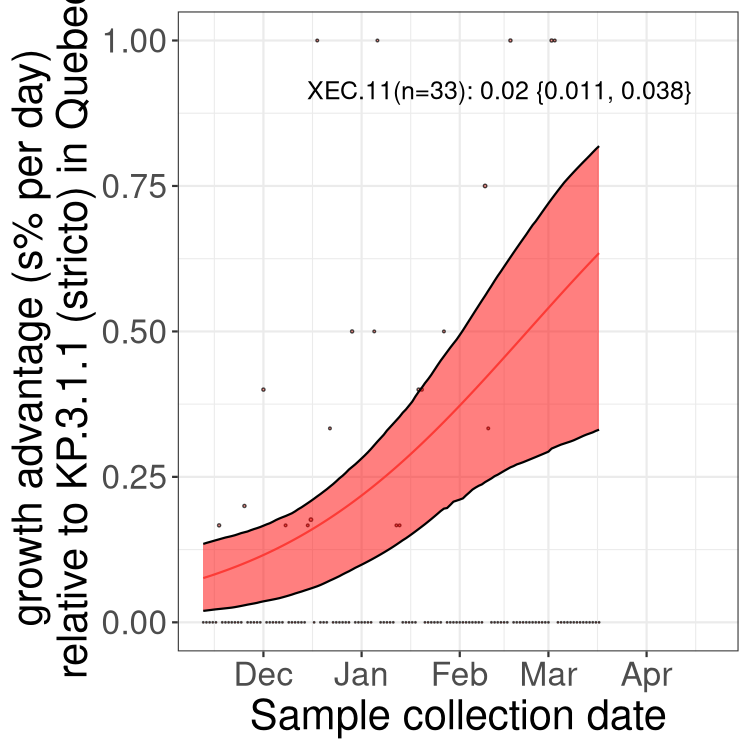 growth advantage (s% per day)
relative to KP.3.1.1 (stricto) in Quebec
1.00
0.75
0.50
0.25
0.00
XEC.11(n=33): 0.02 {0.011, 0.038}
Dec Jan Feb Mar Apr
Sample collection date